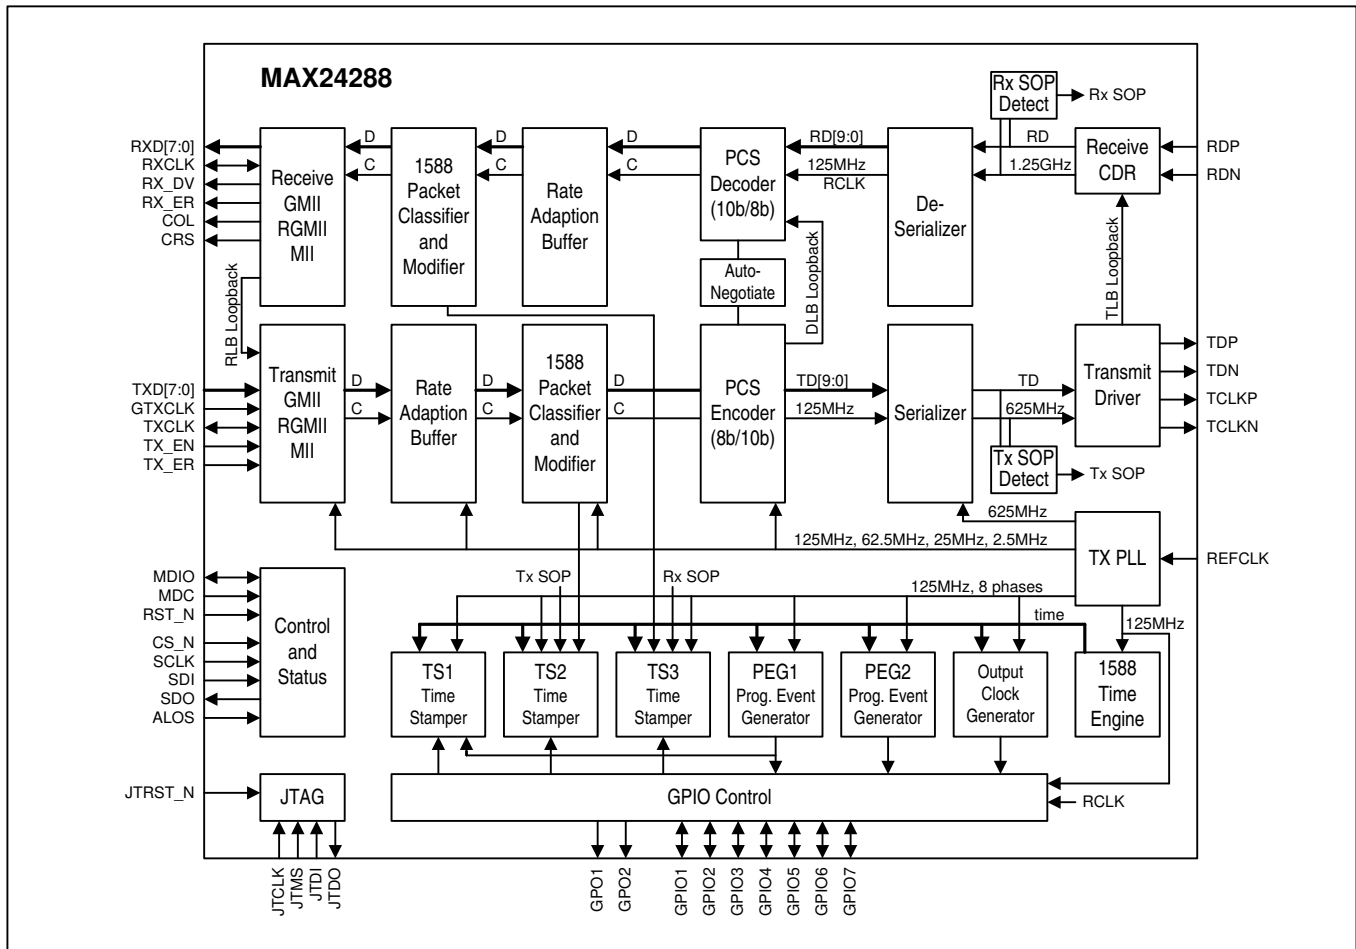 MAX24288
Rx SOP
Detect
Rx SOP
RXD[7:0]
RXCLK
RX_DV
RX_ER
COL
CRS
Receive
GMII
RGMII
MII
D
C
1588
Packet
Classifier
and
Modifier
D
C
Rate
Adaption
Buffer
D
C
PCS
Decoder
(10b/8b)
RD[9:0]
125MHz
RCLK
De-
Serializer
RD
1.25GHz
Receive
CDR
RDP
RDN
Auto-
Negotiate
RLB Loopback
DLB Loopback
TLB Loopback
TXD[7:0]
GTXCLK
TXCLK
TX_EN
TX_ER
Transmit
GMII
RGMII
MII
D
C
Rate
Adaption
Buffer
D
C
1588
Packet
Classifier
and
Modifier
D
C
PCS
Encoder
(8b/10b)
TD[9:0]
125MHz
Serializer
TD
625MHz
Transmit
Driver
TDP
TDN
TCLKP
TCLKN
Tx SOP
Detect
Tx SOP
625MHz
125MHz, 62.5MHz, 25MHz, 2.5MHz
TX PLL
REFCLK
Tx SOP
Rx SOP
125MHz, 8 phases
time
125MHz
MDIO
MDC
RST_N
CS_N
SCLK
SDI
SDO
ALOS
Control
and
Status
TS1
Time
Stamper
TS2
Time
Stamper
TS3
Time
Stamper
PEG1
Prog. Event
Generator
PEG2
Prog. Event
Generator
Output
Clock
Generator
1588
Time
Engine
JTRST_N
JTAG
GPIO Control
RCLK
JTCLK
JTMS
JTDI
JTDO
GPO1
GPO2
GPIO1
GPIO2
GPIO3
GPIO4
GPIO5
GPIO6
GPIO7